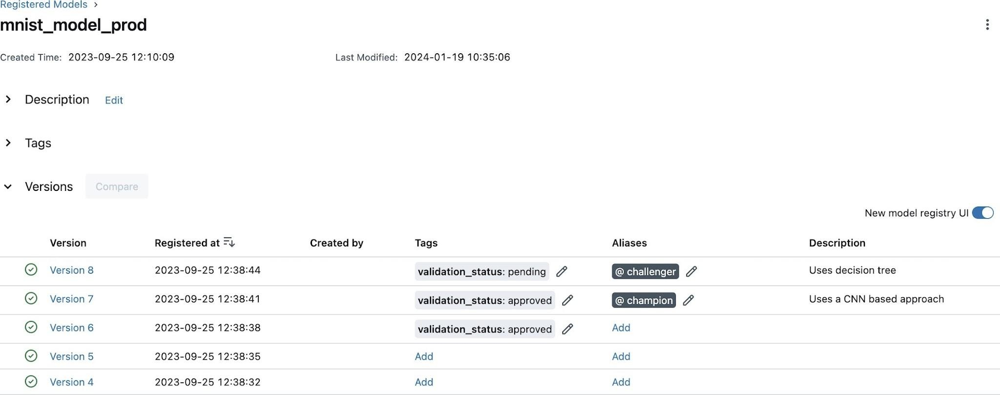 Registered Models >
mnist_model_prod
Created Time: 2023-09-25 12:10:09 Last Modified: 2024-01-19 10:35:06
Description Edit
Tags
Versions Compare
New model registry UI
Version Registered at Created by Tags Aliases Description
Version 8 2023-09-25 12:38:44 validation_status: pending @ challenger Uses decision tree
Version 7 2023-09-25 12:38:41 validation_status: approved @ champion Uses a CNN based approach
Version 6 2023-09-25 12:38:38 validation_status: approved Add
Version 5 2023-09-25 12:38:35 Add Add
Version 4 2023-09-25 12:38:32 Add Add